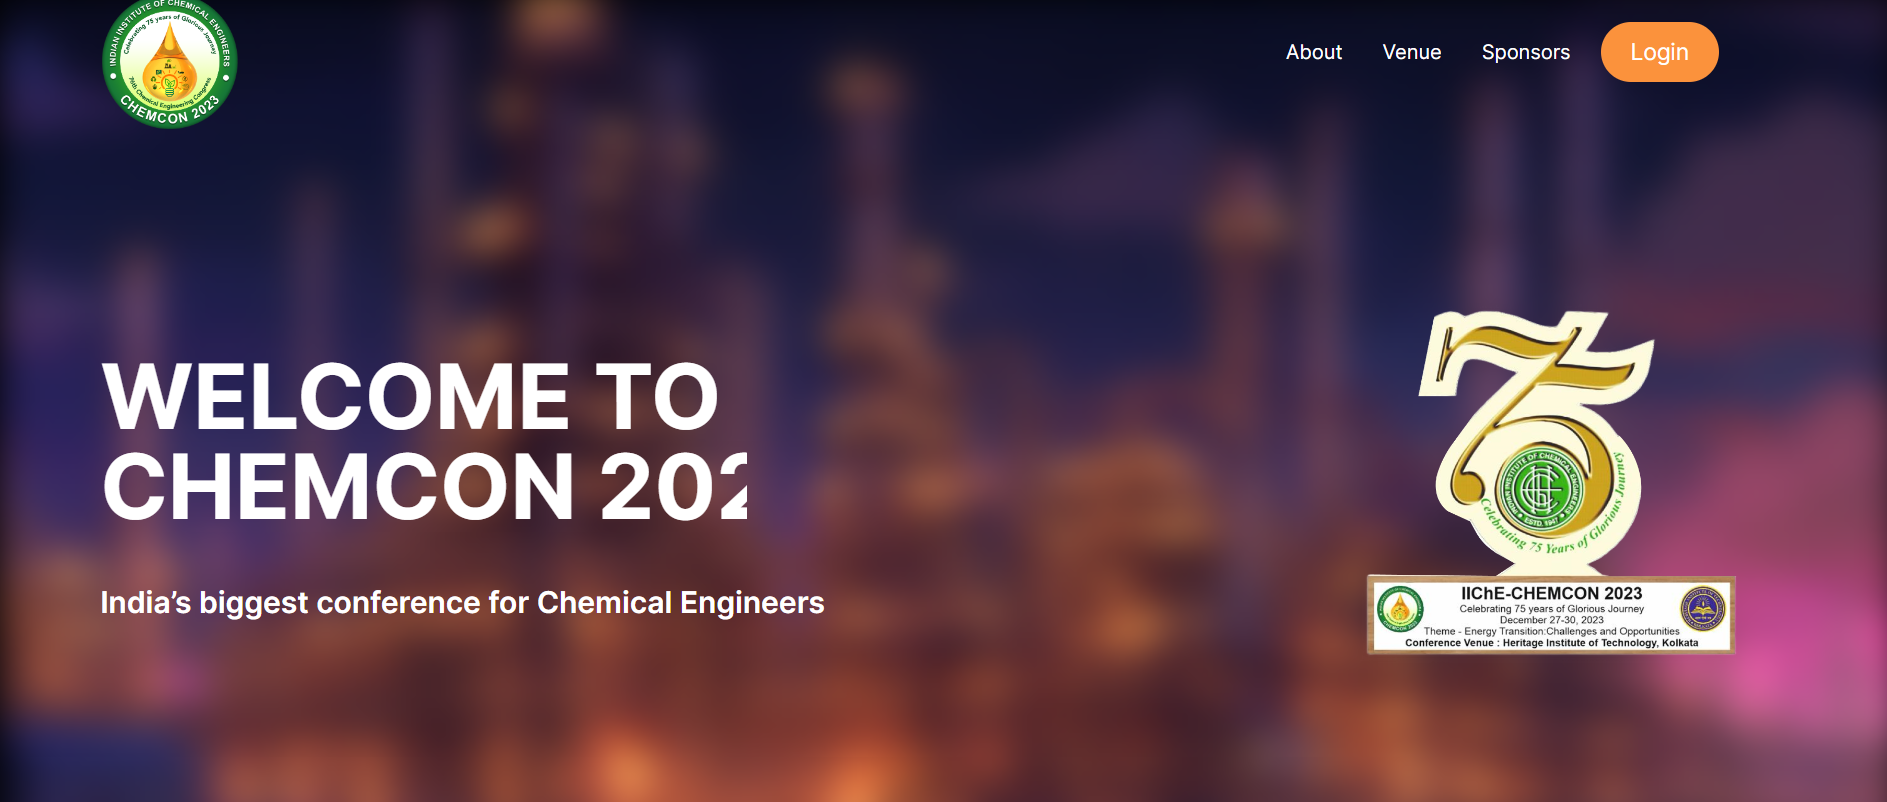 INDIAN INSTITUTE OF CHEMICAL ENGINEERS
Celebrating 75 years of Glorious Journey
76th Chemical Engineering Congress
CHEMCON 2023
About
Venue
Sponsors
Login
WELCOME TO
CHEMCON 202
India’s biggest conference for Chemical Engineers
75
INDIAN INSTITUTE OF CHEMICAL ENGINEERS
ESTD. 1947
Celebrating 75 Years of Glorious Journey
IIChE-CHEMCON 2023
Celebrating 75 years of Glorious Journey
December 27-30, 2023
Theme - Energy Transition:Challenges and Opportunities
Conference Venue : Heritage Institute of Technology, Kolkata